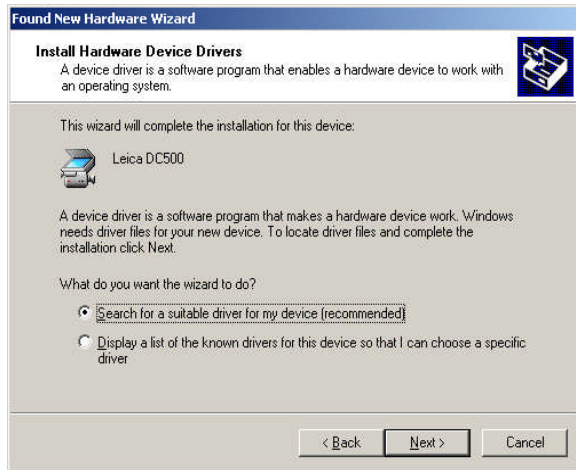 Found New Hardware Wizard
Install Hardware Device Drivers
A device driver is a software program that enables a hardware device to work with
an operating system.
This wizard will complete the installation for this device:
Leica DC500
A device driver is a software program that makes a hardware device work. Windows
needs driver files for your new device. To locate driver files and complete the
installation click Next.
What do you want the wizard to do?
Search for a suitable driver for my device (recommended)
Display a list of the known drivers for this device so that I can choose a specific
driver
< Back Next > Cancel